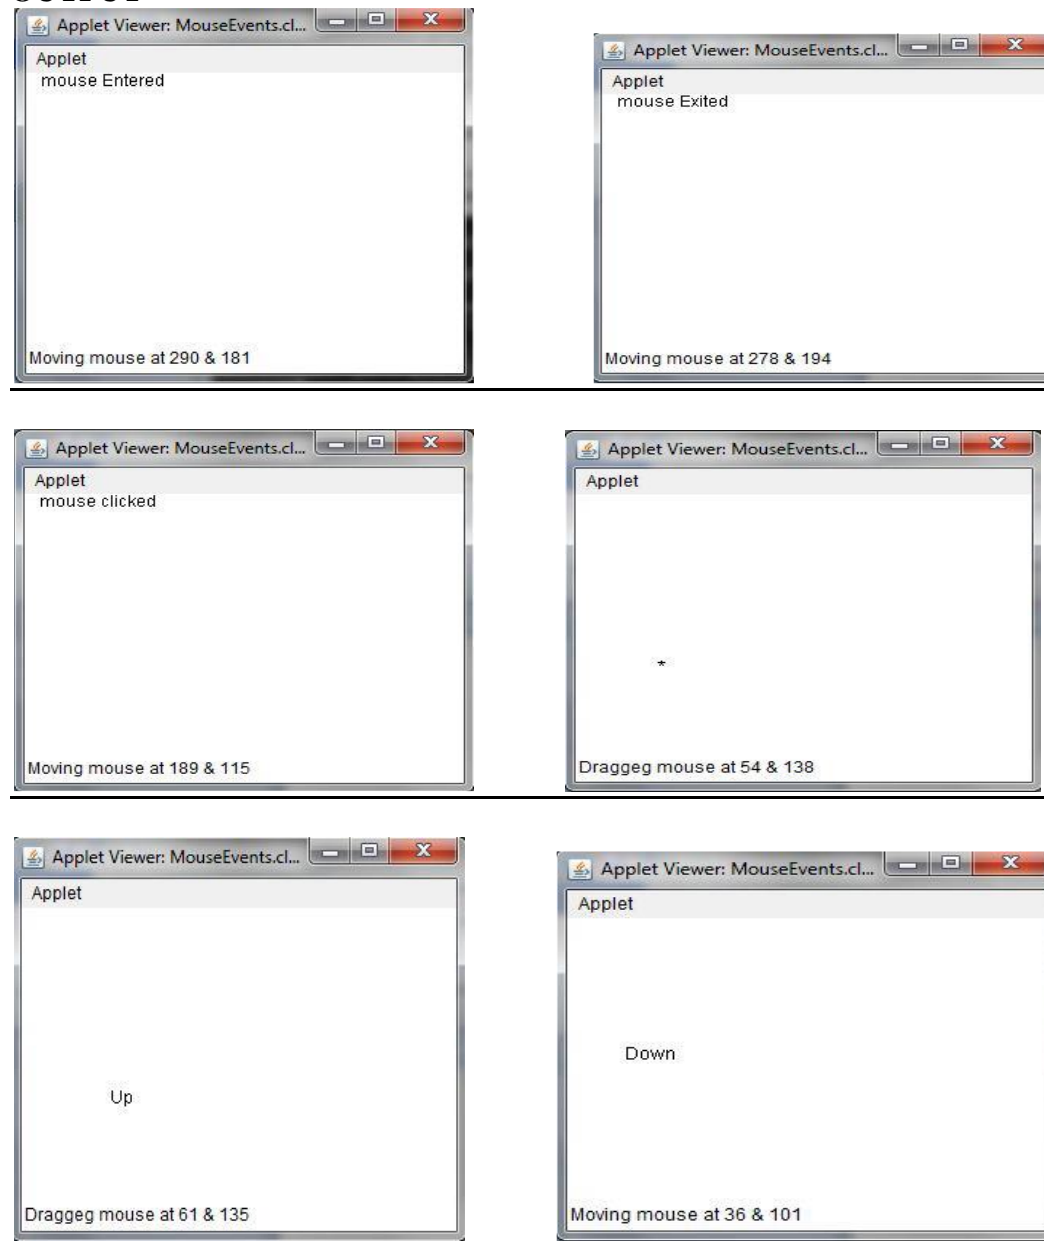 Applet Viewer: MouseEvents.cl...
Applet
mouse Entered
Moving mouse at 290 & 181
Applet Viewer: MouseEvents.cl...
Applet
mouse Exited
Moving mouse at 278 & 194
Applet Viewer: MouseEvents.cl...
Applet
mouse clicked
Moving mouse at 189 & 115
Applet Viewer: MouseEvents.cl...
Applet
*
Draggeg mouse at 54 & 138
Applet Viewer: MouseEvents.cl...
Applet
Up
Draggeg mouse at 61 & 135
Applet Viewer: MouseEvents.cl...
Applet
Down
Moving mouse at 36 & 101